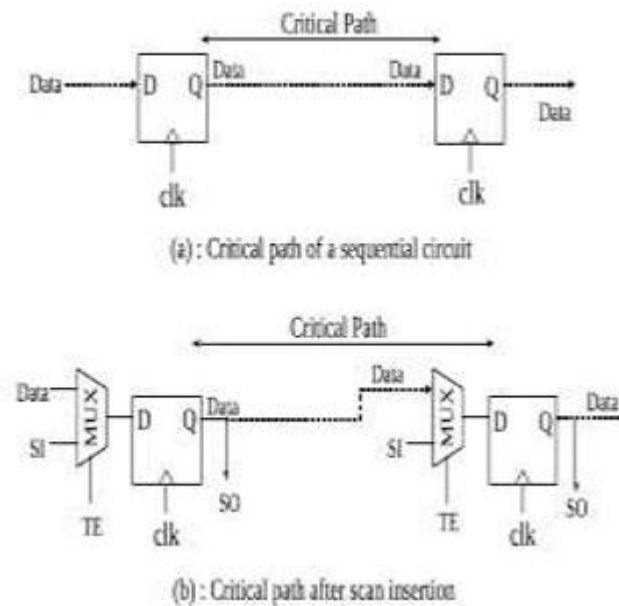 Critical Path
Data
D Q
Data
Data
D Q
Data
clk
clk
(a) : Critical path of a sequential circuit
Critical Path
Data
SI
MUX
TE
D Q
Data
SO
clk
Data
SI
MUX
TE
D Q
Data
SO
clk
(b) : Critical path after scan insertion